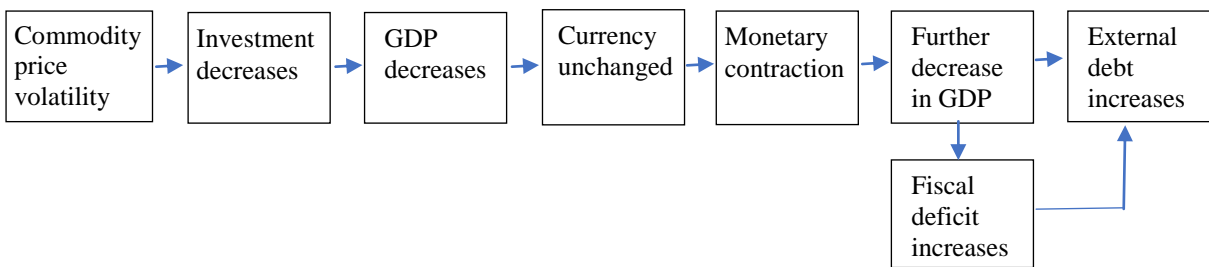 Commodity
price
volatility
Investment
decreases
GDP
decreases
Currency
unchanged
Monetary
contraction
Further
decrease
in GDP
External
debt
increases
Fiscal
deficit
increases